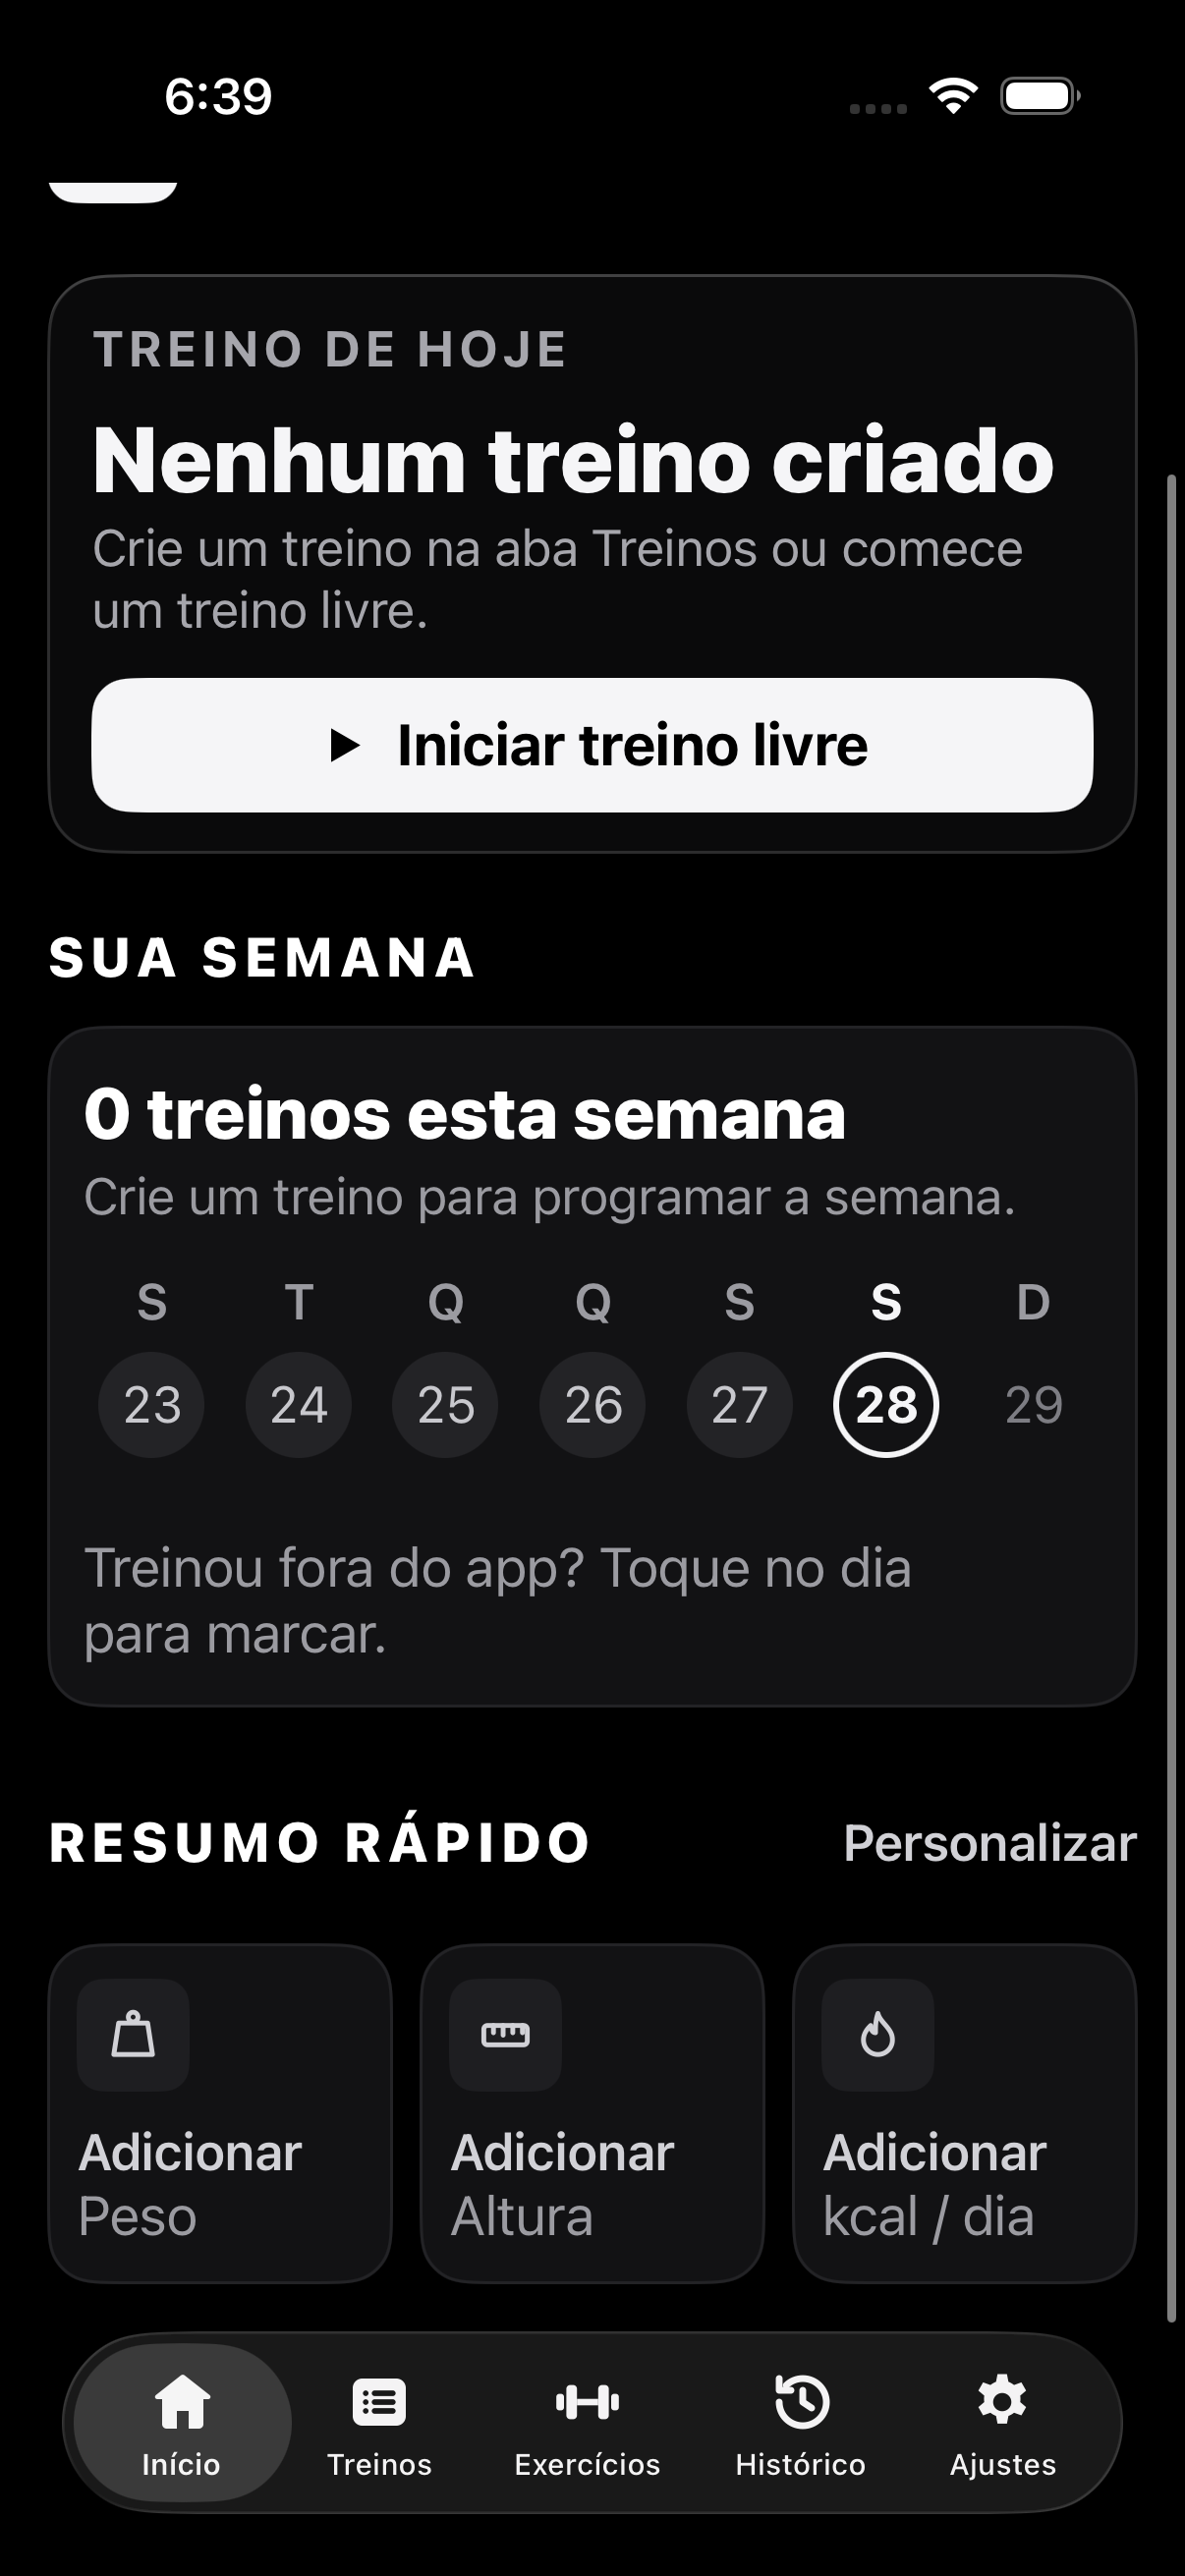 6:39
TREINO DE HOJE
Nenhum treino criado
Crie um treino na aba Treinos ou comece
um treino livre.
Iniciar treino livre
SUA SEMANA
0 treinos esta semana
Crie um treino para programar a semana.
S T Q Q S S D
23 24 25 26 27 28 29
Treinou fora do app? Toque no dia
para marcar.
RESUMO RÁPIDO Personalizar
Adicionar Adicionar Adicionar
Peso Altura kcal / dia
Início Treinos Exercícios Histórico Ajustes